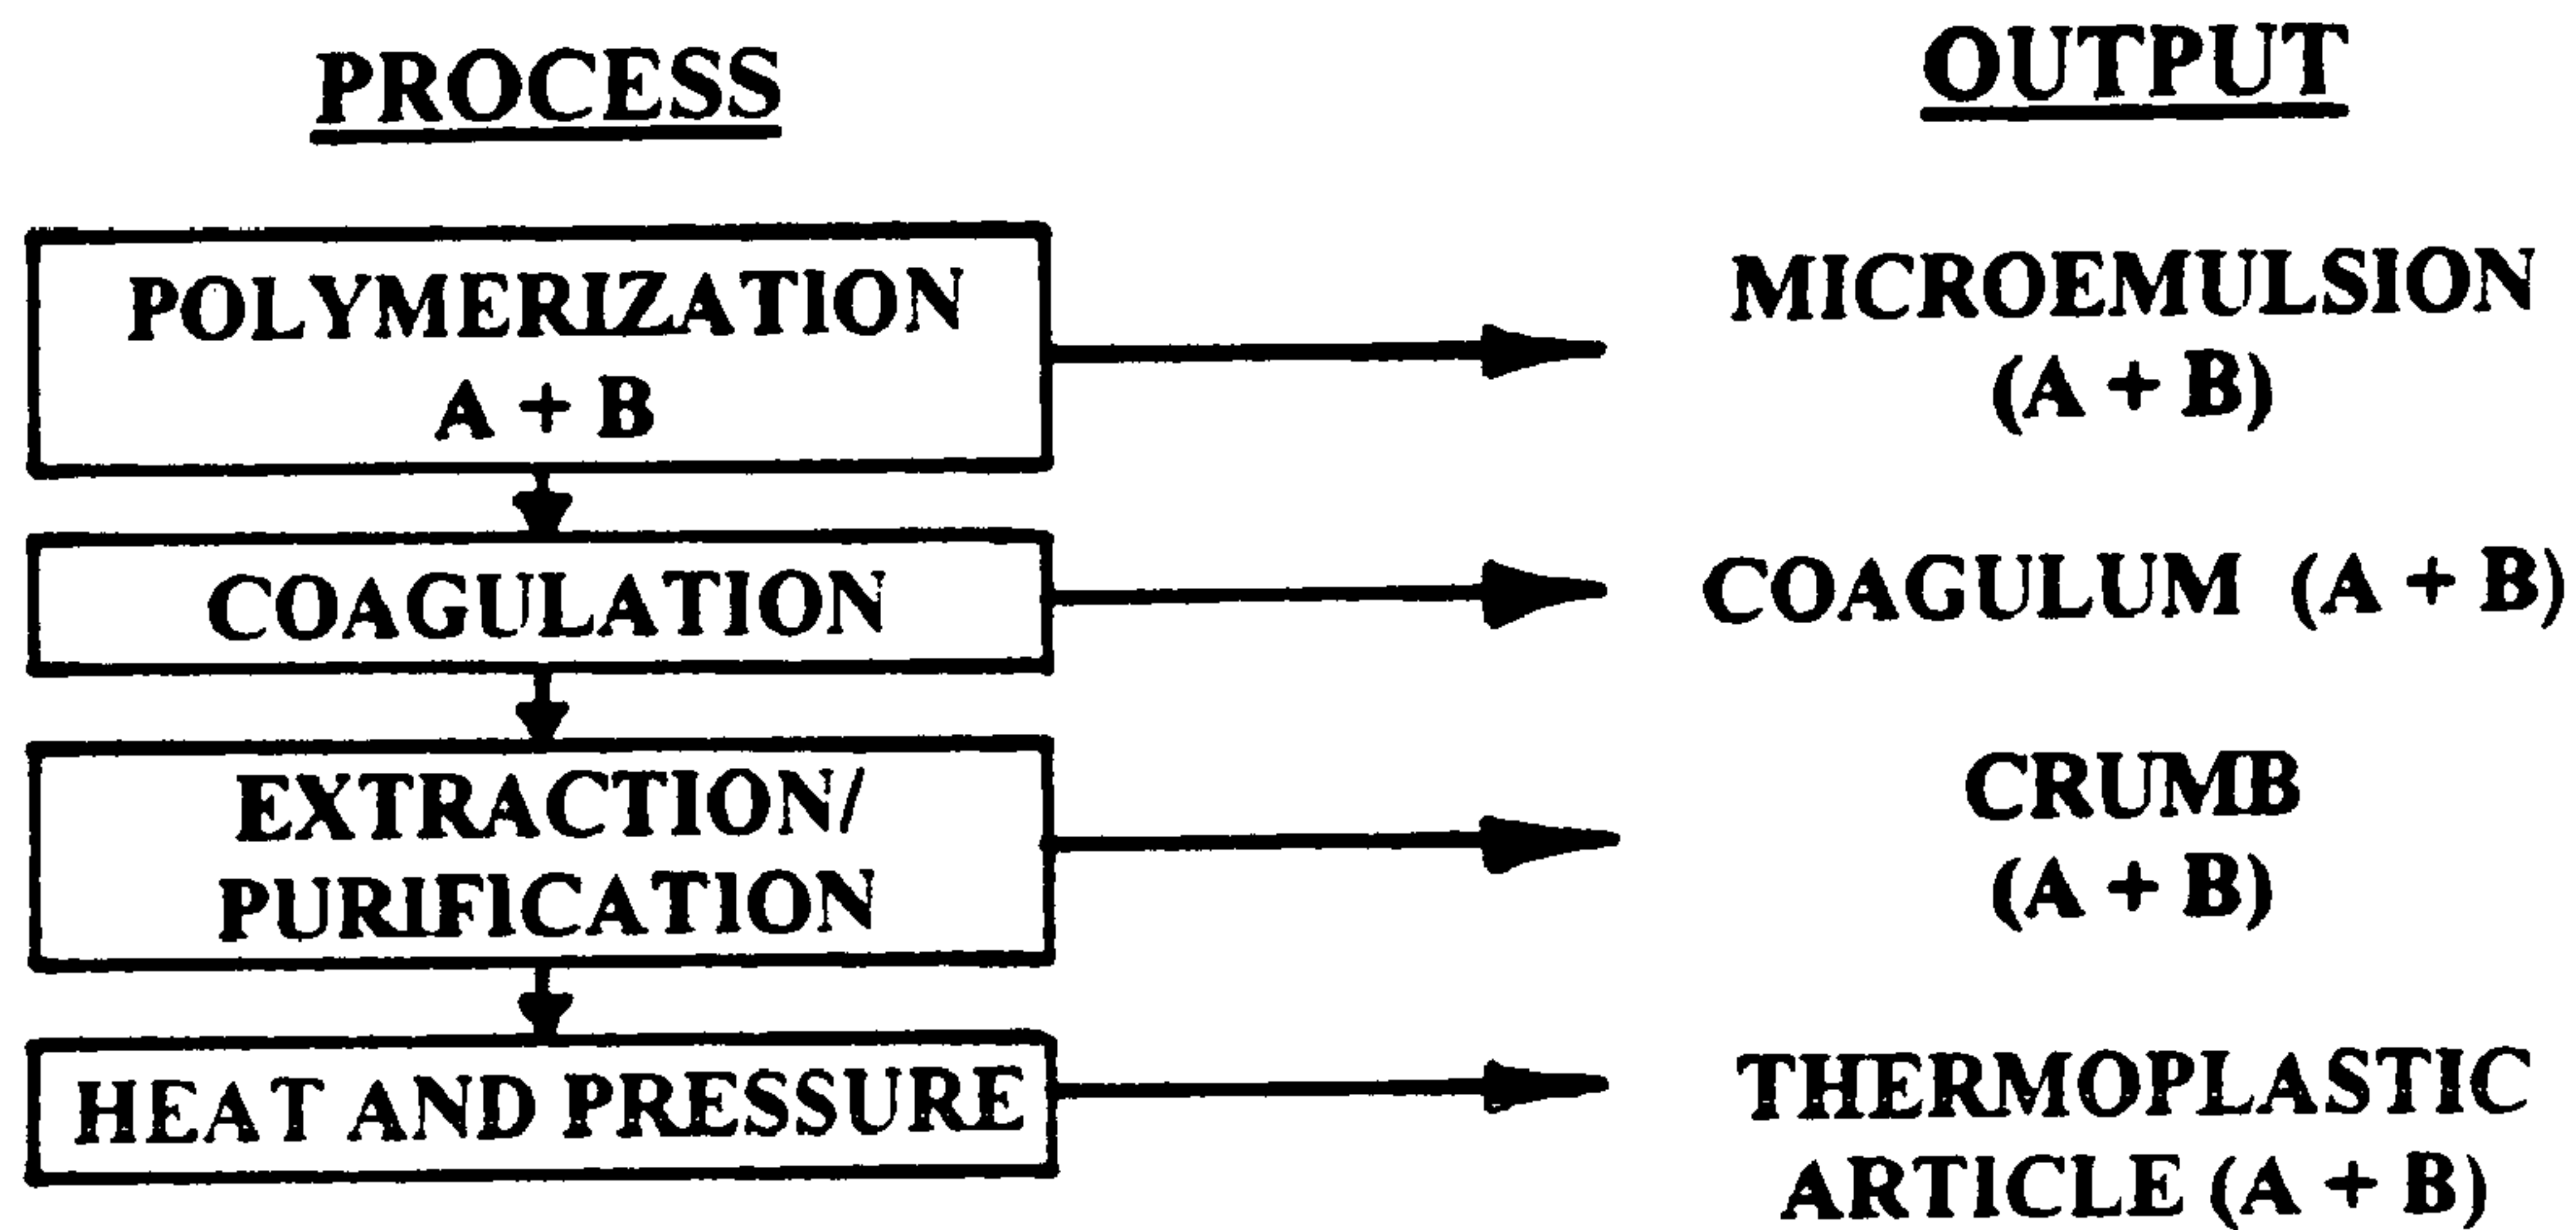 PROCESS
OUTPUT
POLYMERIZATION
A + B
MICROEMULSION
(A + B)
COAGULATION
COAGULUM (A + B)
EXTRACTION/
PURIFICATION
CRUMB
(A + B)
HEAT AND PRESSURE
THERMOPLASTIC
ARTICLE (A + B)